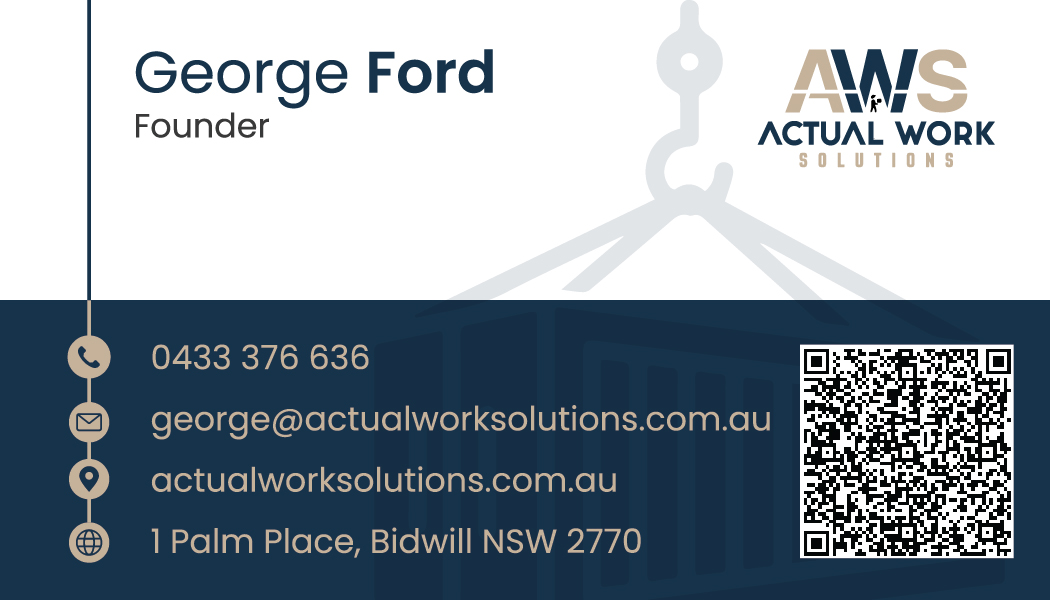 George Ford
Founder
AWS
ACTUAL WORK
SOLUTIONS
0433 376 636
george@actualworksolutions.com.au
actualworksolutions.com.au
1 Palm Place, Bidwill NSW 2770